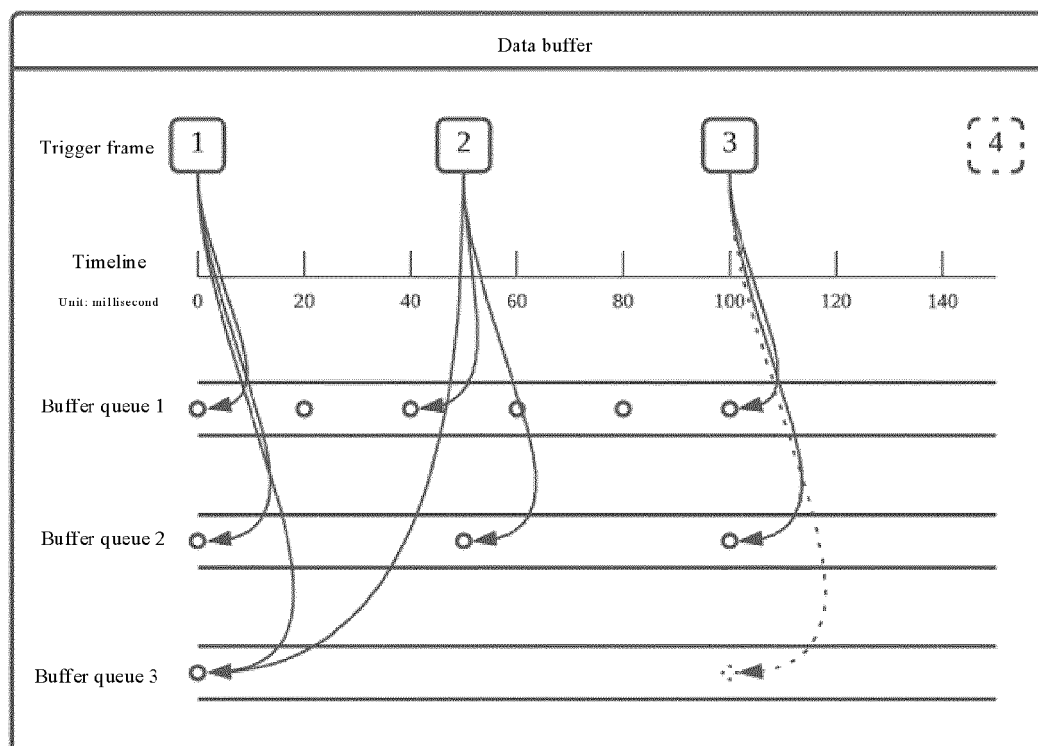 Data buffer
Trigger frame 1 2 3 4
Timeline
Unit: millisecond 0 20 40 60 80 100 120 140
Buffer queue 1
Buffer queue 2
Buffer queue 3